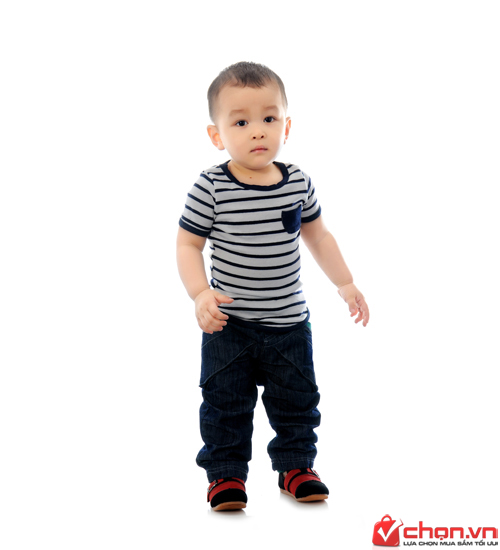 chọn.vn
LỰA CHỌN MUA SẮM TỐI ƯU